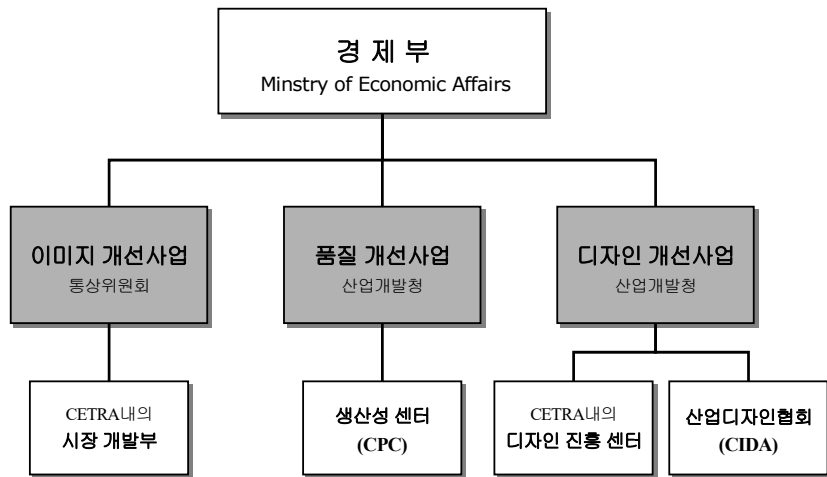 경 제 부
Minstry of Economic Affairs
이미지 개선사업
통상위원회
품질 개선사업
산업개발청
디자인 개선사업
산업개발청
CETRA내의
시장 개발부
생산성 센터
(CPC)
CETRA내의
디자인 진흥 센터
산업디자인협회
(CIDA)